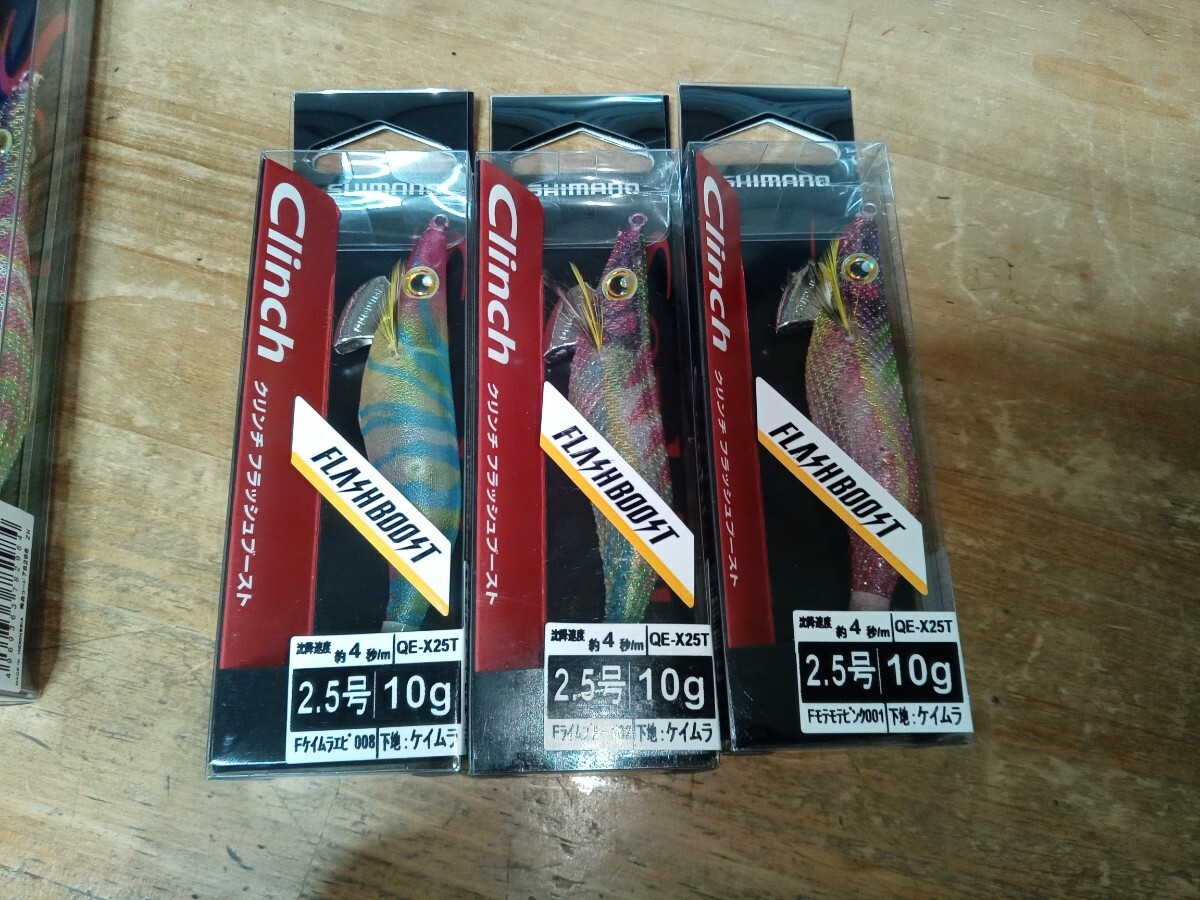 SHIMANO
Clinch
クリンチ フラッシュブースト
FLASHBOOST
沈降速度 約4秒/m QE-X25T
2.5号 10g
Fケイムラエビ 008 下地:ケイムラ
SHIMANO
Clinch
クリンチ フラッシュブースト
FLASHBOOST
沈降速度 約4秒/m QE-X25T
2.5号 10g
下地:ケイムラ
SHIMANO
Clinch
クリンチ フラッシュブースト
FLASHBOOST
沈降速度 約4秒/m QE-X25T
2.5号 10g
Fモテモテピンク001 下地:ケイムラ